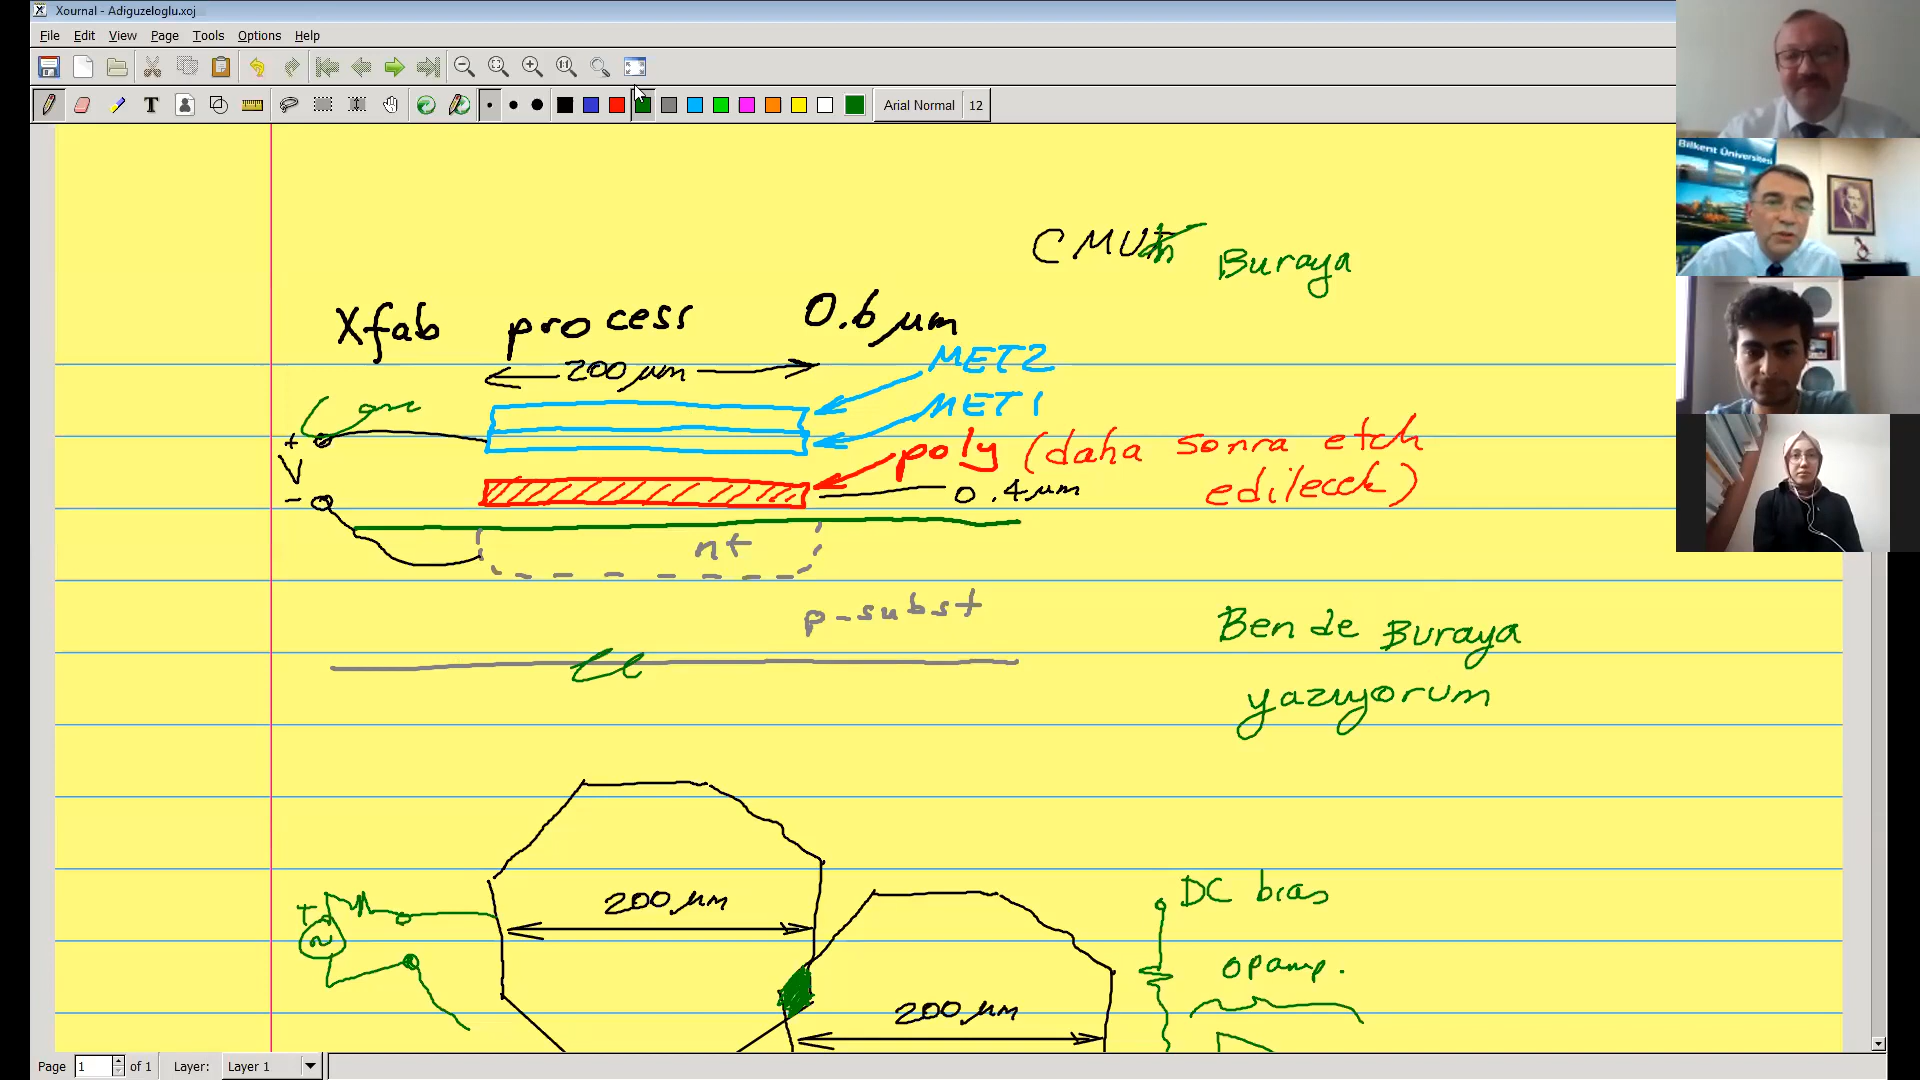 Xournal - Adiguzeloglu.xoj
File Edit View Page Tools Options Help
Arial Normal 12
Bilkent Üniversitesi
CMUT
Buraya
Xfab process 0.6 µm
200 µm
MET2
MET1
poly (daha sonra etch
edilecek)
0.4 µm
+
V
-
n+
p-subst
Ben de Buraya
yazıyorum
200 µm
DC bias
opamp.
200 µm
Page 1 of 1 Layer: Layer 1